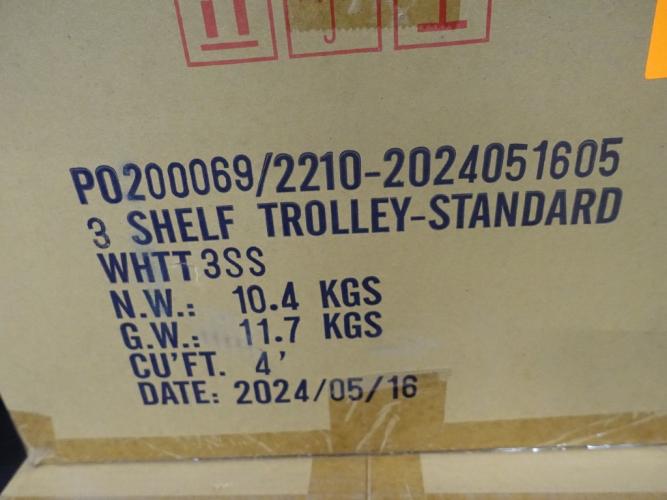 PO200069/2210-2024051605
3 SHELF TROLLEY-STANDARD
WHTT3SS
N.W.: 10.4 KGS
G.W.: 11.7 KGS
CU'FT. 4'
DATE: 2024/05/16